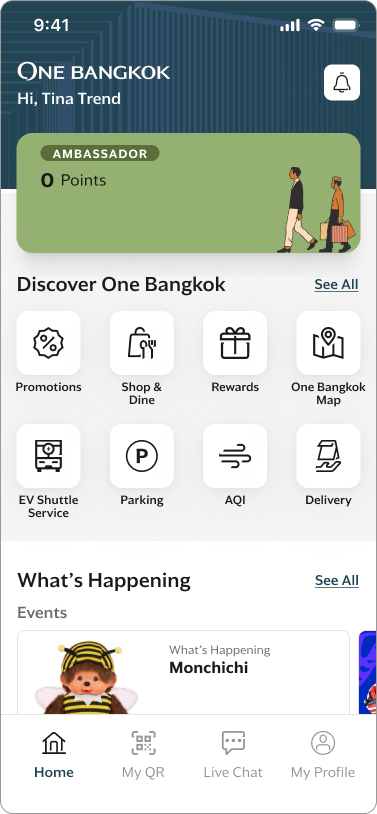 9:41
ONE BANGKOK
Hi, Tina Trend
AMBASSADOR
0 Points
Discover One Bangkok
See All
Promotions
Shop &
Dine
Rewards
One Bangkok
Map
P
EV Shuttle
Service
Parking
AQI
Delivery
What's Happening
See All
Events
What's Happening
Monchichi
Home
My QR
Live Chat
My Profile